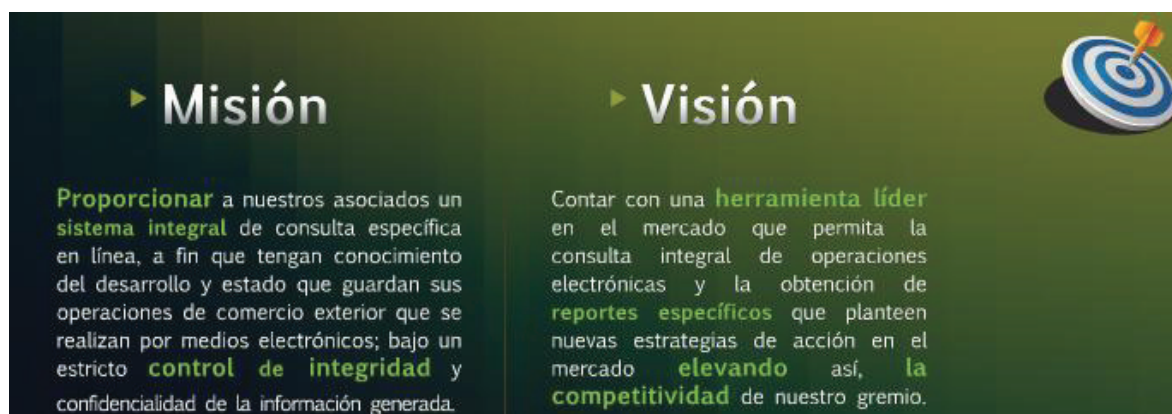 Misión
Proporcionar a nuestros asociados un
sistema integral de consulta específica
en línea, a fin que tengan conocimiento
del desarrollo y estado que guardan sus
operaciones de comercio exterior que se
realizan por medios electrónicos; bajo un
estricto control de integridad y
confidencialidad de la información generada.
Visión
Contar con una herramienta líder
en el mercado que permita la
consulta integral de operaciones
electrónicas y la obtención de
reportes específicos que planteen
nuevas estrategias de acción en el
mercado elevando así, la
competitividad de nuestro gremio.